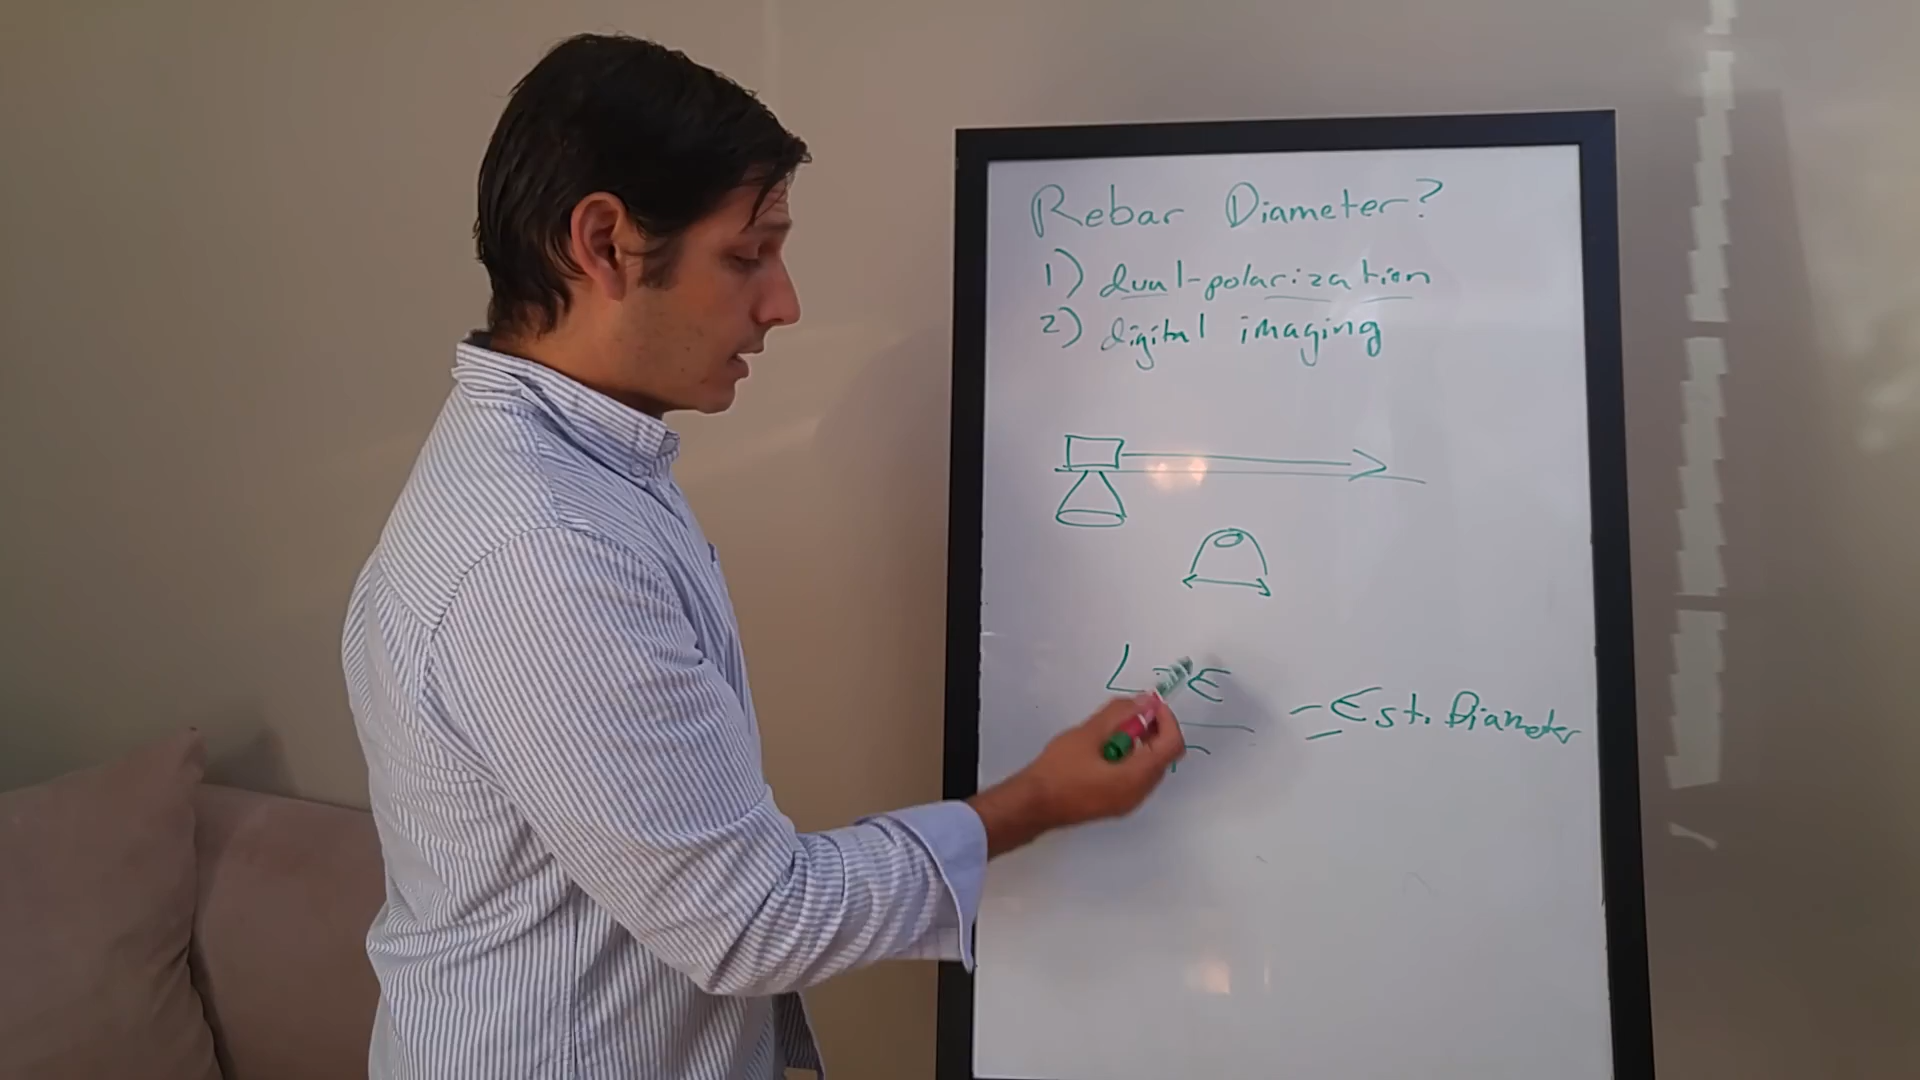 Rebar Diameter?
1) dual-polarization
2) digital imaging
= Est. Diameter